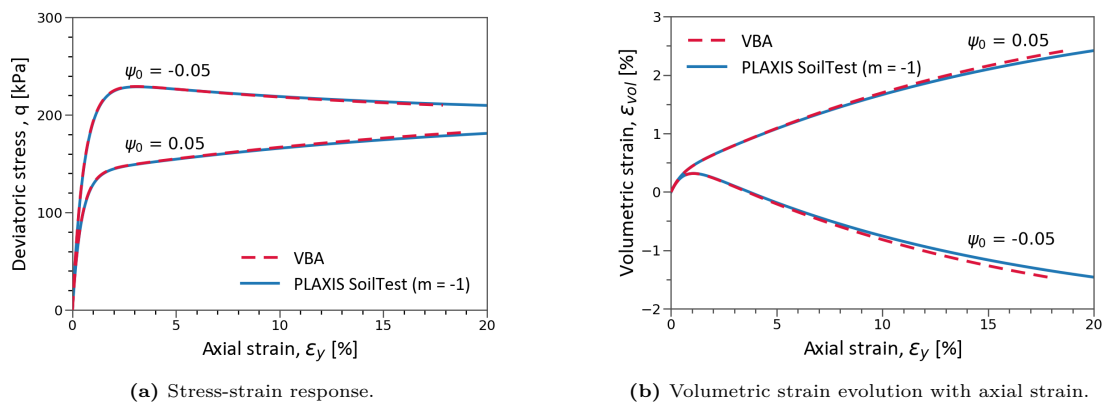 300
200
100
0
0
5
10
15
20
Deviatoric stress , q [kPa]
ψ0 = -0.05
ψ0 = 0.05
VBA
PLAXIS SoilTest (m = -1)
Axial strain, εy [%]
(a) Stress-strain response.
3
2
1
0
−1
−2
0
5
10
15
20
Volumetric strain, εvol [%]
VBA
PLAXIS SoilTest (m = -1)
ψ0 = 0.05
ψ0 = -0.05
Axial strain, εy [%]
(b) Volumetric strain evolution with axial strain.